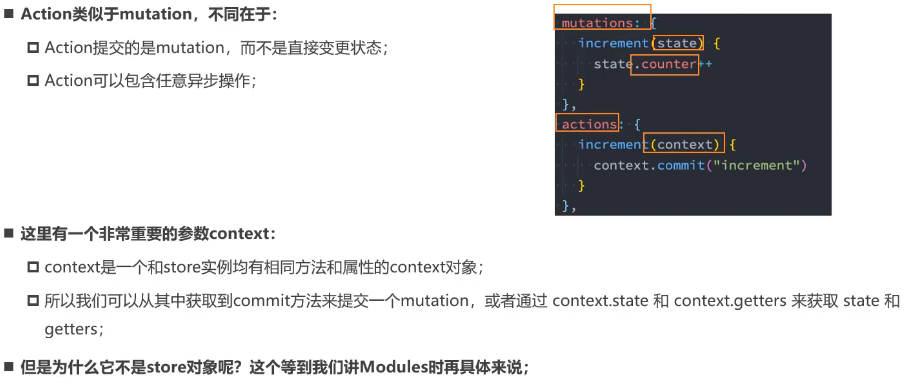 Action类似于mutation，不同在于：
Action提交的是mutation，而不是直接变更状态；
Action可以包含任意异步操作；
mutations: {
increment(state) {
state.counter++
}
},
actions: {
increment(context) {
context.commit("increment")
}
},
这里有一个非常重要的参数context：
context是一个和store实例均有相同方法和属性的context对象；
所以我们可以从其中获取到commit方法来提交一个mutation，或者通过 context.state 和 context.getters 来获取 state 和
getters；
但是为什么它不是store对象呢？这个等到我们讲Modules时再具体来说；